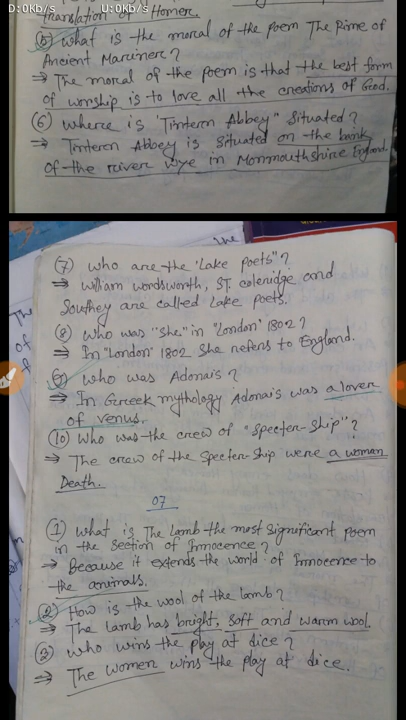 D:0Kb/s U:0Kb/s
translation of Homer.
(5) what is the moral of the poem The Rime of
Ancient Marciner?
⇒ The moral of the poem is that the best form
of worship is to love all the creations of God.
(6) where is 'Tintern Abbey" situated?
⇒ Tintern Abbey is situated on the bank
of the river wye in Monmouthshire England.
(7) who are the 'Lake poets"?
⇒ william wordsworth, ST. coleridge and
Southey are called Lake poets.
(8) who was "she" in "London" 1802?
⇒ In "London" 1802 she refers to England.
(9) who was Adonais?
⇒ In Greek mythology Adonais was a lover
of venus.
(10) who was the crew of "specter-ship"?
⇒ The crew of the specter-ship were a woman
Death.
07
(1) what is The Lamb the most significant poem
in the section of Innocence?
⇒ Because it extends the world of Innocence to
the animals.
(2) How is the wool of the lamb?
⇒ The lamb has bright, soft and warm wool.
(3) who wins the play at dice?
⇒ The women wins the play at dice.